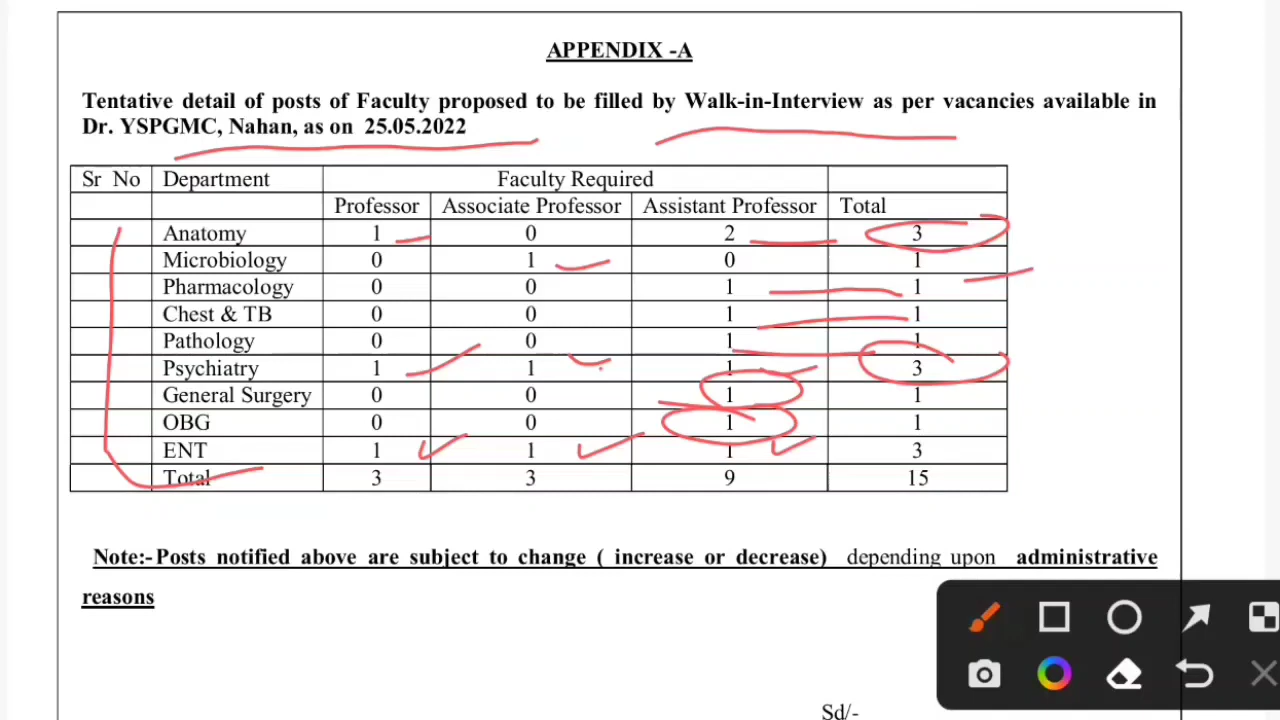 APPENDIX -A
Tentative detail of posts of Faculty proposed to be filled by Walk-in-Interview as per vacancies available in
Dr. YSPGMC, Nahan, as on 25.05.2022
Sr No Department Faculty Required
Professor Associate Professor Assistant Professor Total
Anatomy 1 0 2 3
Microbiology 0 1 0 1
Pharmacology 0 0 1 1
Chest & TB 0 0 1 1
Pathology 0 0 1 1
Psychiatry 1 1 1 3
General Surgery 0 0 1 1
OBG 0 0 1 1
ENT 1 1 1 3
Total 3 3 9 15
Note:- Posts notified above are subject to change ( increase or decrease) depending upon administrative
reasons
Sd/-